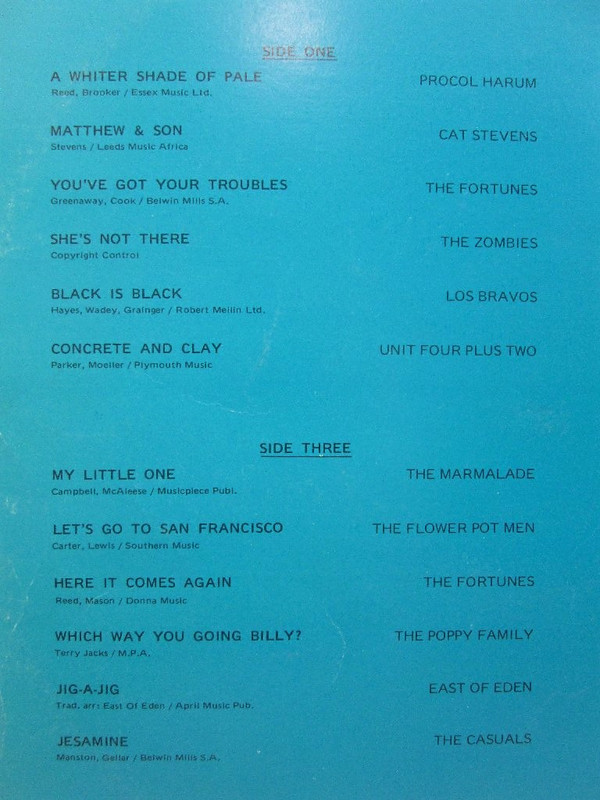 SIDE ONE
A WHITER SHADE OF PALE PROCOL HARUM
Reed, Brooker / Essex Music Ltd.
MATTHEW & SON CAT STEVENS
Stevens / Leeds Music Africa
YOU'VE GOT YOUR TROUBLES THE FORTUNES
Greenaway, Cook / Belwin Mills S.A.
SHE'S NOT THERE THE ZOMBIES
Copyright Control
BLACK IS BLACK LOS BRAVOS
Hayes, Wadey, Grainger / Robert Mellin Ltd.
CONCRETE AND CLAY UNIT FOUR PLUS TWO
Parker, Moeller / Plymouth Music
SIDE THREE
MY LITTLE ONE THE MARMALADE
Campbell, McAleese / Musicpiece Publ.
LET'S GO TO SAN FRANCISCO THE FLOWER POT MEN
Carter, Lewis / Southern Music
HERE IT COMES AGAIN THE FORTUNES
Reed, Mason / Donna Music
WHICH WAY YOU GOING BILLY? THE POPPY FAMILY
Terry Jacks / M.P.A.
JIG-A-JIG EAST OF EDEN
Trad. arr: East Of Eden / April Music Pub.
JESAMINE THE CASUALS
Manston, Geller / Belwin Mills S.A.